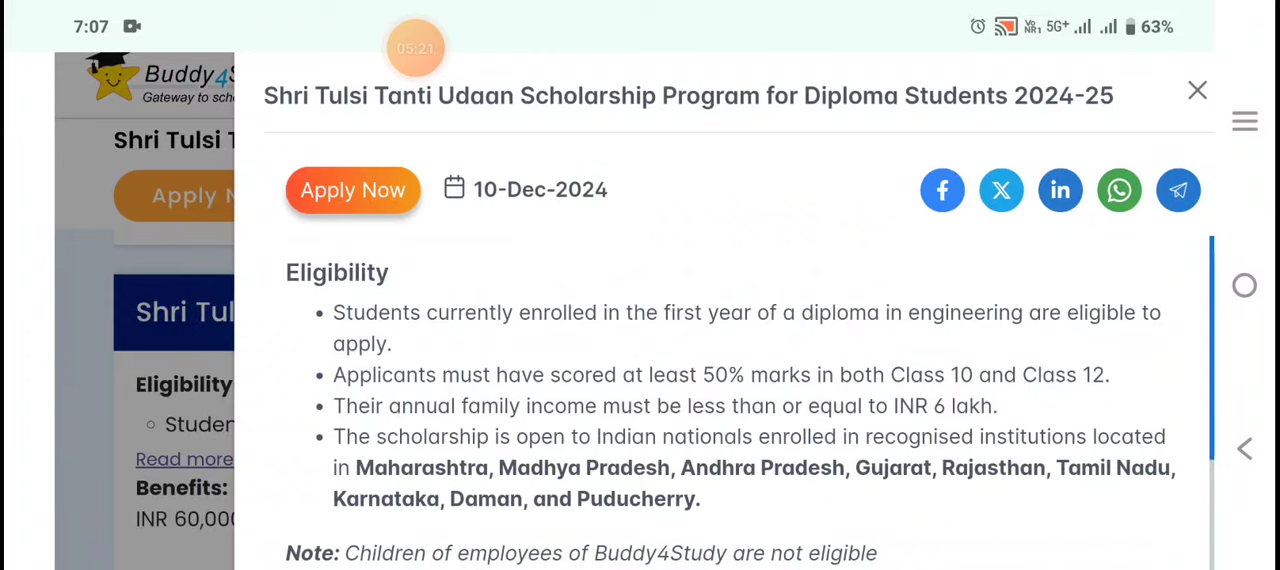 7:07
05:21
5G+
63%
Buddy4S
Gateway to scho
Shri Tulsi Tanti Udaan Scholarship Program for Diploma Students 2024-25
Shri Tulsi T
Apply N
Apply Now
10-Dec-2024
Eligibility
Students currently enrolled in the first year of a diploma in engineering are eligible to
apply.
Applicants must have scored at least 50% marks in both Class 10 and Class 12.
Their annual family income must be less than or equal to INR 6 lakh.
The scholarship is open to Indian nationals enrolled in recognised institutions located
in Maharashtra, Madhya Pradesh, Andhra Pradesh, Gujarat, Rajasthan, Tamil Nadu,
Karnataka, Daman, and Puducherry.
Note: Children of employees of Buddy4Study are not eligible
Shri Tul
Eligibility
Studen
Read more
Benefits:
INR 60,000